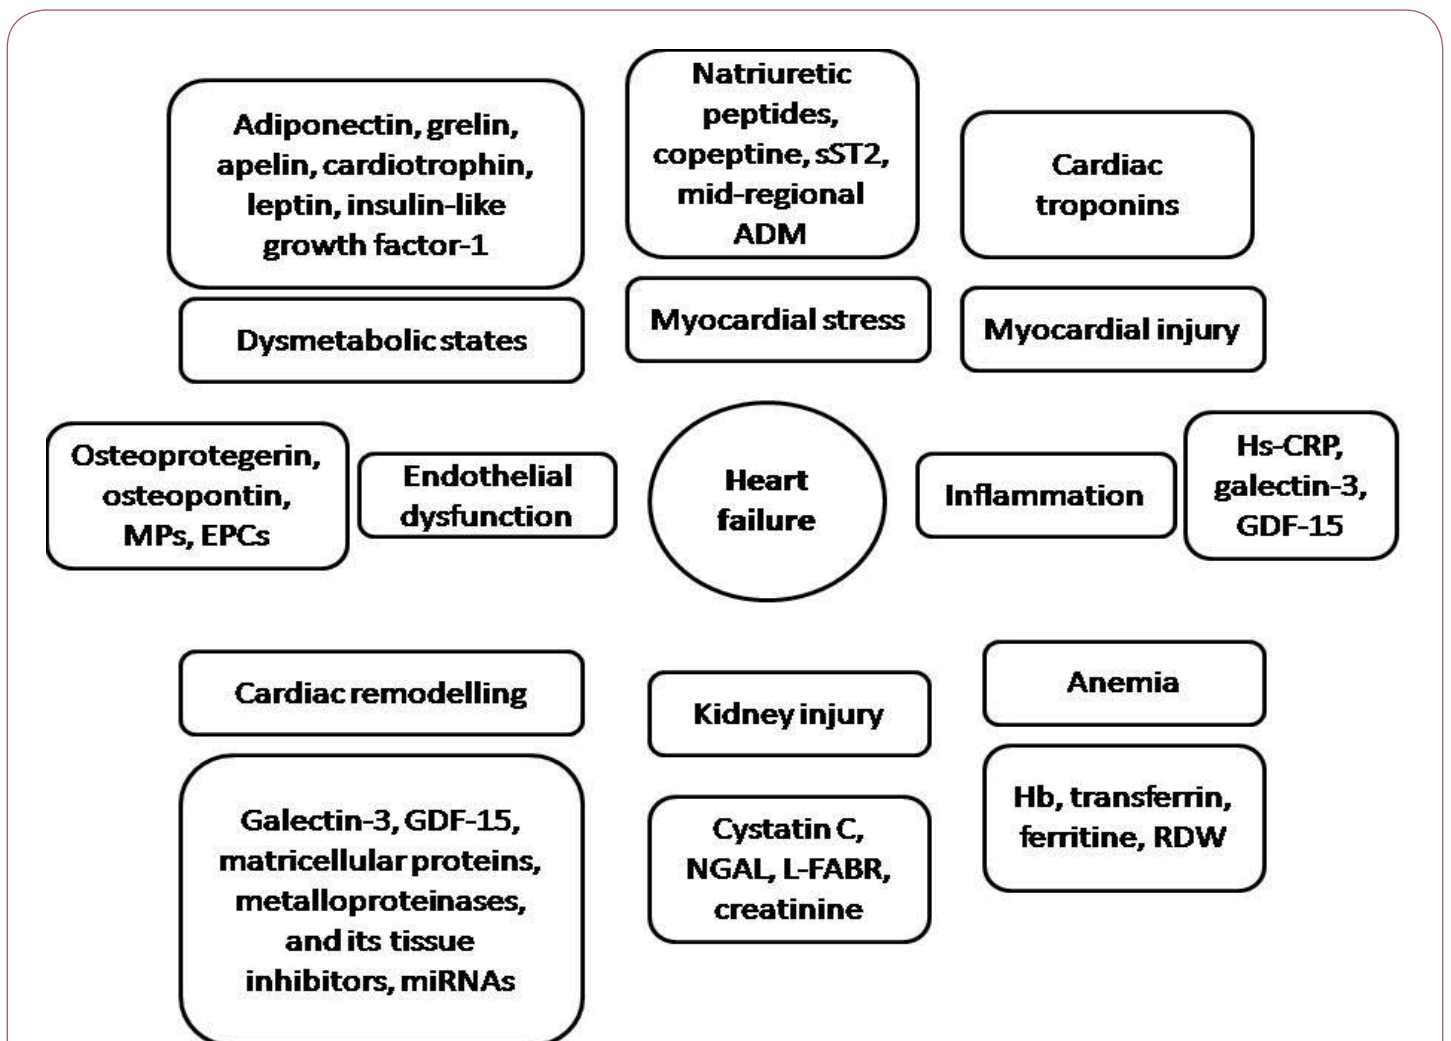 Adiponectin, grelin,
apelin, cardiotrophin,
leptin, insulin-like
growth factor-1
Natriuretic
peptides,
copeptine, sST2,
mid-regional
ADM
Cardiac
troponins
Dysmetabolic states
Myocardial stress
Myocardial injury
Osteoprotegerin,
osteopontin,
MPs, EPCs
Endothelial
dysfunction
Heart
failure
Inflammation
Hs-CRP,
galectin-3,
GDF-15
Cardiac remodelling
Kidney injury
Anemia
Galectin-3, GDF-15,
matricellular proteins,
metalloproteinases,
and its tissue
inhibitors, miRNAs
Cystatin C,
NGAL, L-FABR,
creatinine
Hb, transferrin,
ferritine, RDW